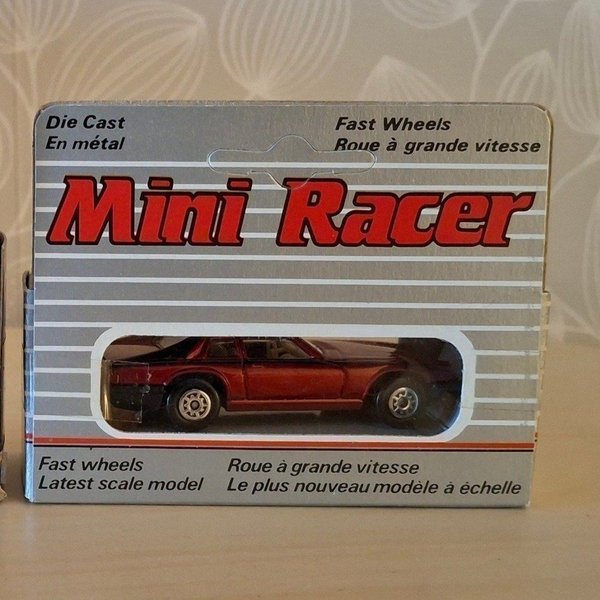 Die Cast
En métal
Fast Wheels
Roue à grande vitesse
Mini Racer
Fast wheels
Latest scale model
Roue à grande vitesse
Le plus nouveau modèle à échelle